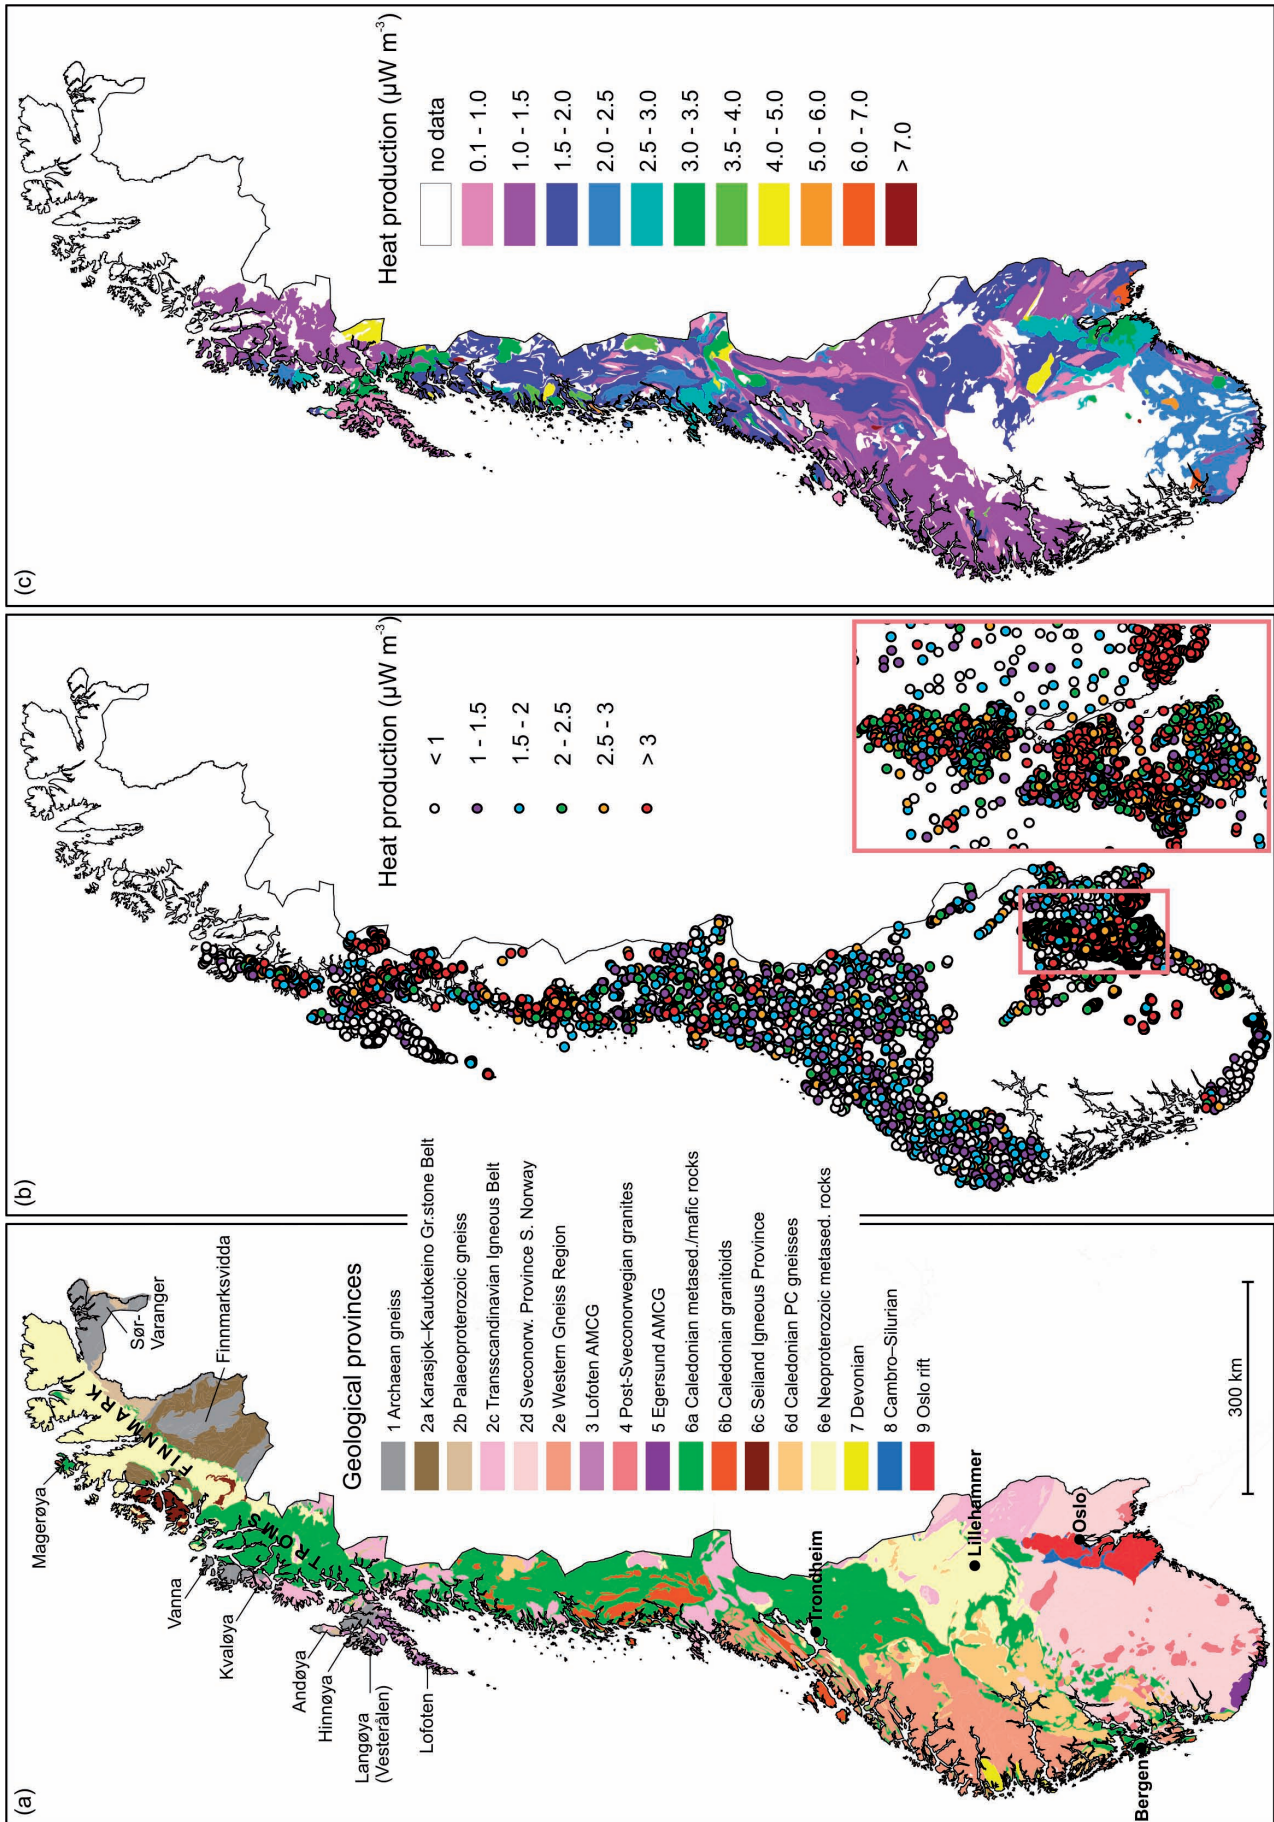 (a)
Magerøya
Vanna
Kvaløya
Andøya
Hinnøya
Langøya
(Vesterålen)
Lofoten
FINNMARK
TROMS
Sør-
Varanger
Finnmarksvidda
Geological provinces
1 Archaean gneiss
2a Karasjok–Kautokeino Gr.stone Belt
2b Palaeoproterozoic gneiss
2c Transscandinavian Igneous Belt
2d Sveconorw. Province S. Norway
2e Western Gneiss Region
3 Lofoten AMCG
4 Post-Sveconorwegian granites
5 Egersund AMCG
6a Caledonian metased./mafic rocks
6b Caledonian granitoids
6c Seiland Igneous Province
6d Caledonian PC gneisses
6e Neoproterozoic metased. rocks
7 Devonian
8 Cambro–Silurian
9 Oslo rift
Trondheim
Lillehammer
Oslo
Bergen
300 km
(b)
Heat production (µW m-3)
< 1
1 - 1.5
1.5 - 2
2 - 2.5
2.5 - 3
> 3
(c)
Heat production (µW m-3)
no data
0.1 - 1.0
1.0 - 1.5
1.5 - 2.0
2.0 - 2.5
2.5 - 3.0
3.0 - 3.5
3.5 - 4.0
4.0 - 5.0
5.0 - 6.0
6.0 - 7.0
> 7.0